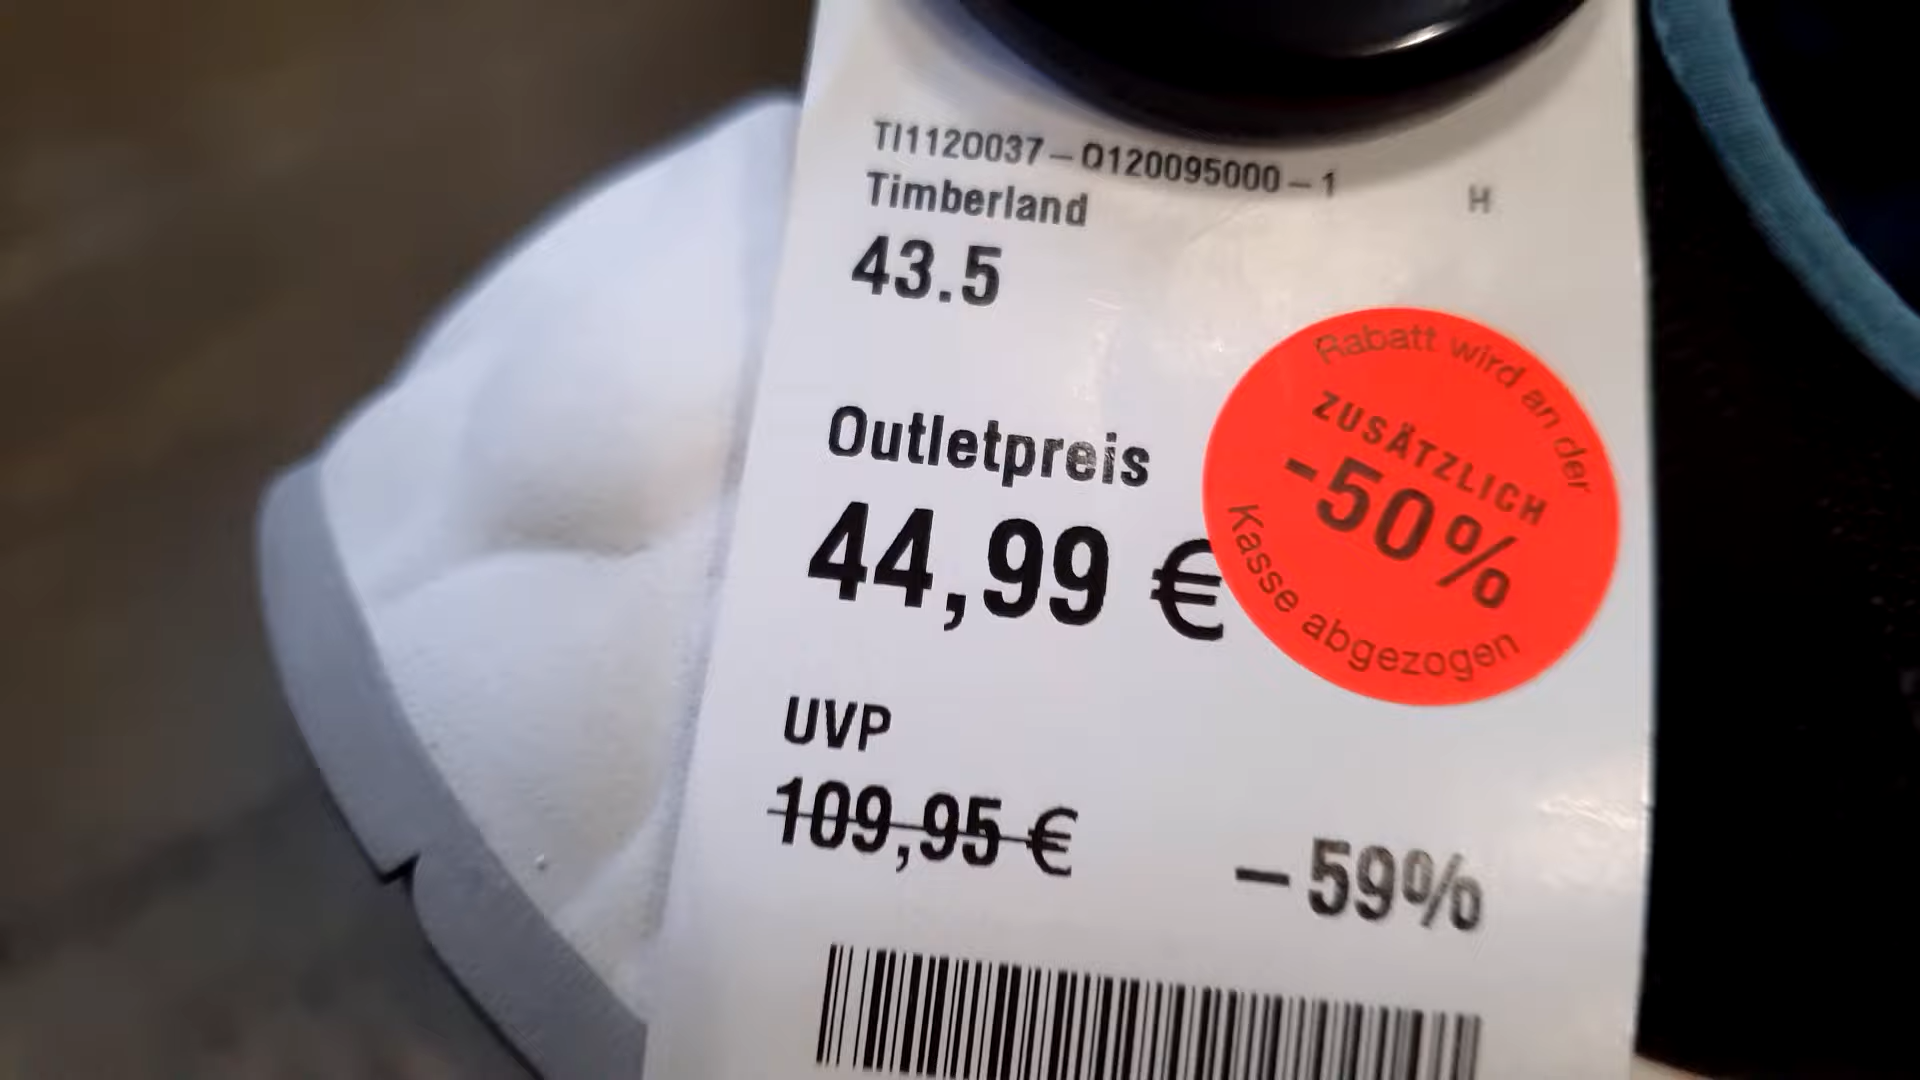 TI1120037-0120095000-1 H
Timberland
43.5
Rabatt wird an der
ZUSÄTZLICH
-50%
Kasse abgezogen
Outletpreis
44,99 €
UVP
109,95 €
-59%